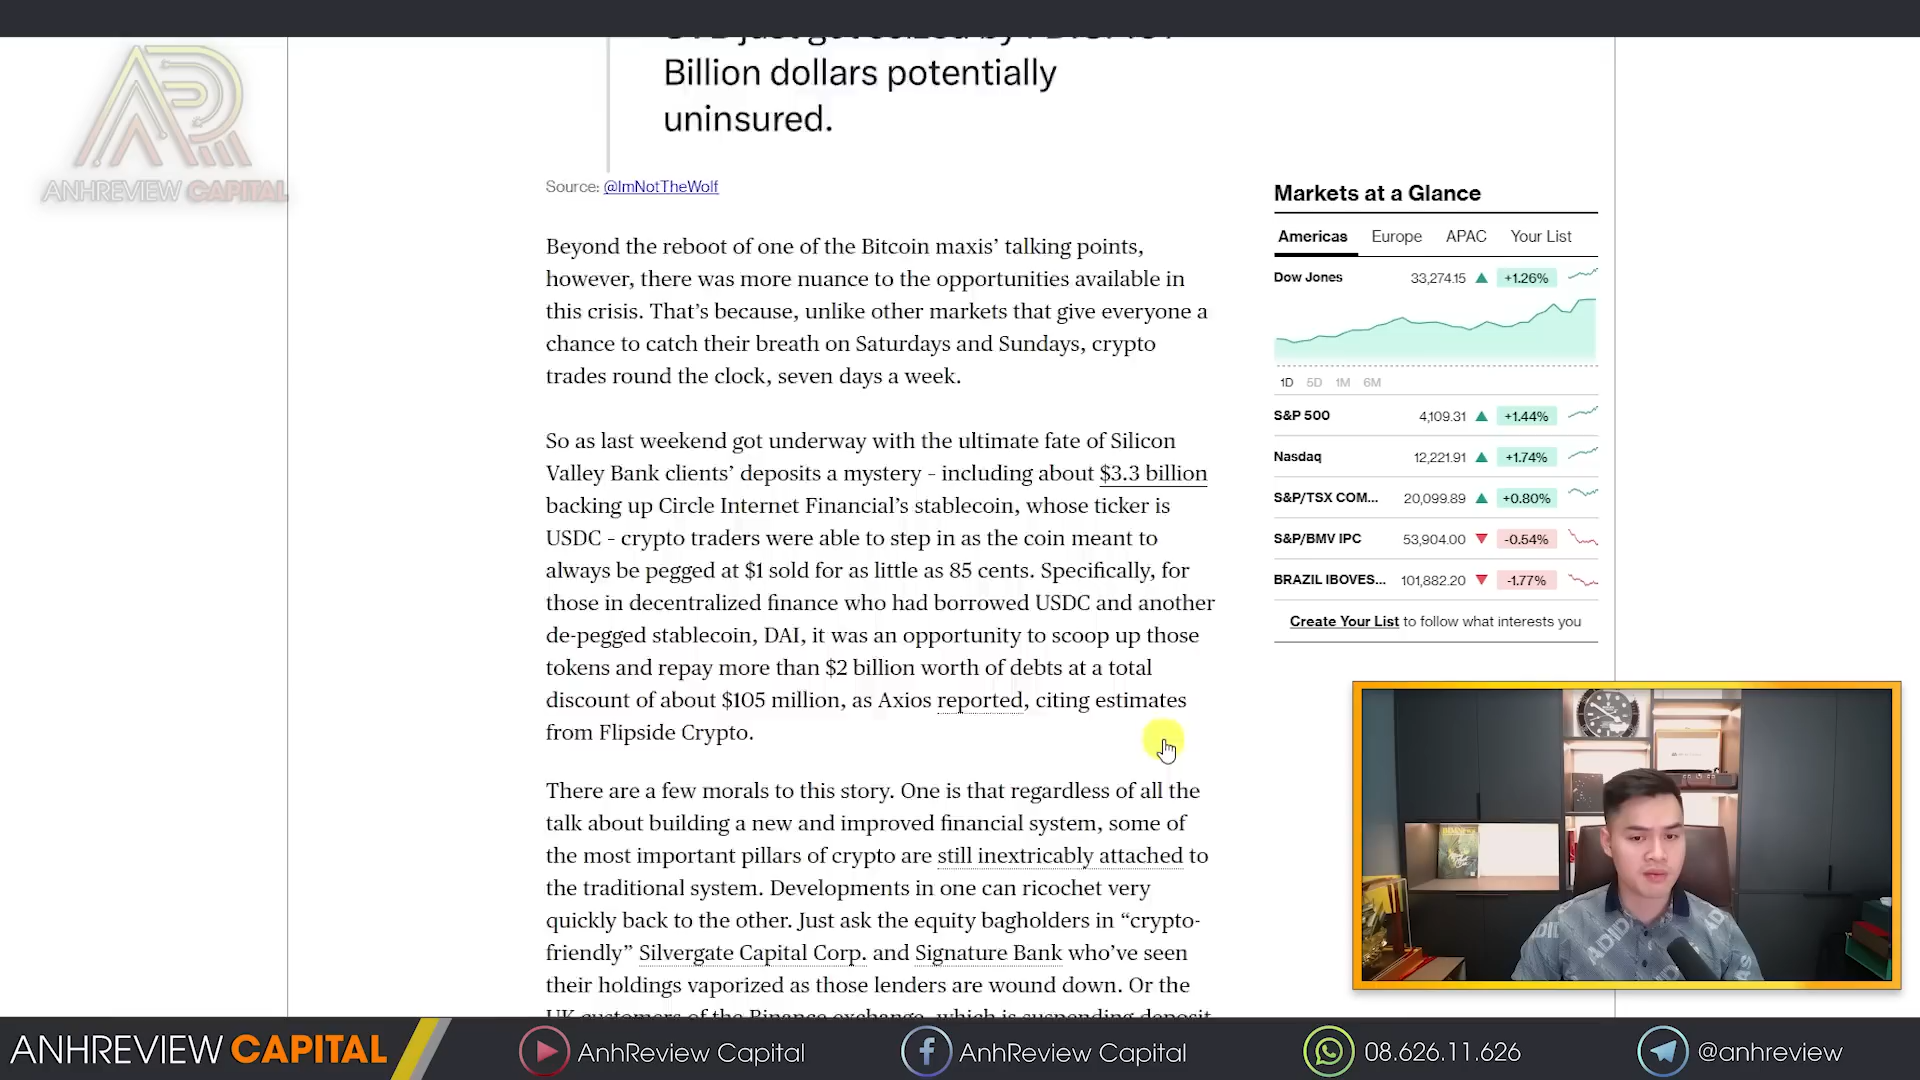 Billion dollars potentially
uninsured.
ANHREVIEW CAPITAL
Source: @ImNotTheWolf
Beyond the reboot of one of the Bitcoin maxis’ talking points,
however, there was more nuance to the opportunities available in
this crisis. That’s because, unlike other markets that give everyone a
chance to catch their breath on Saturdays and Sundays, crypto
trades round the clock, seven days a week.
So as last weekend got underway with the ultimate fate of Silicon
Valley Bank clients’ deposits a mystery – including about $3.3 billion
backing up Circle Internet Financial’s stablecoin, whose ticker is
USDC – crypto traders were able to step in as the coin meant to
always be pegged at $1 sold for as little as 85 cents. Specifically, for
those in decentralized finance who had borrowed USDC and another
de-pegged stablecoin, DAI, it was an opportunity to scoop up those
tokens and repay more than $2 billion worth of debts at a total
discount of about $105 million, as Axios reported, citing estimates
from Flipside Crypto.
There are a few morals to this story. One is that regardless of all the
talk about building a new and improved financial system, some of
the most important pillars of crypto are still inextricably attached to
the traditional system. Developments in one can ricochet very
quickly back to the other. Just ask the equity bagholders in “crypto-
friendly” Silvergate Capital Corp. and Signature Bank who’ve seen
their holdings vaporized as those lenders are wound down. Or the
UK customers of the Binance exchange, which is suspending deposit
Markets at a Glance
Americas Europe APAC Your List
Dow Jones 33,274.15 +1.26%
1D 5D 1M 6M
S&P 500 4,109.31 +1.44%
Nasdaq 12,221.91 +1.74%
S&P/TSX COM... 20,099.89 +0.80%
S&P/BMV IPC 53,904.00 -0.54%
BRAZIL IBOVES... 101,882.20 -1.77%
Create Your List to follow what interests you
ANHREVIEW CAPITAL
AnhReview Capital
AnhReview Capital
08.626.11.626
@anhreview